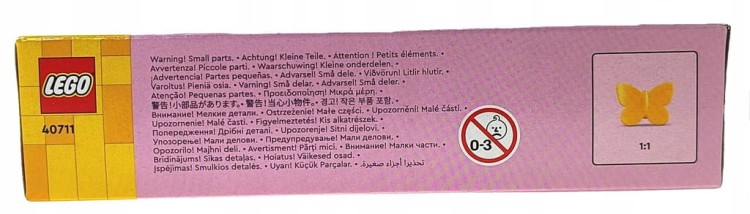 LEGO
40711
Warning! Small parts. • Achtung! Kleine Teile. • Attention ! Petits éléments. •
Avvertenza! Piccole parti. • Waarschuwing! Kleine onderdelen. •
¡Advertencia! Partes pequeñas. • Advarsel! Små dele. • Viðvörun! Litlir hlutir. •
Varoitus! Pieniä osia. • Varning! Små delar. • Advarsel! Små deler. •
Atenção! Peças pequenas. • Προειδοποίηση! Μικρά μέρη. •
警告!小部品があります。• 警告!当心小物件。• 경고! 작은 부품 포함. •
Внимание! Мелкие детали. • Ostrzeżenie! Małe części. • Upozornění! Malé části. •
Upozornenie! Malé časti. • Figyelmeztetés! Kis alkatrészek. •
Попередження! Дрібні деталі. • Upozorenje! Sitni dijelovi. •
Упозорење! Мали делови. • Предупреждение! Малки части. •
Opozorilo! Majhni deli. • Avertisment! Părți mici. • Внимание! Мали части. •
Brīdinājums! Sīkas detaļas. • Hoiatus! Väikesed osad. •
Įspėjimas! Smulkios detalės. • Uyarı! Küçük Parçalar. • تحذير! أجزاء صغيرة.
0-3
1:1